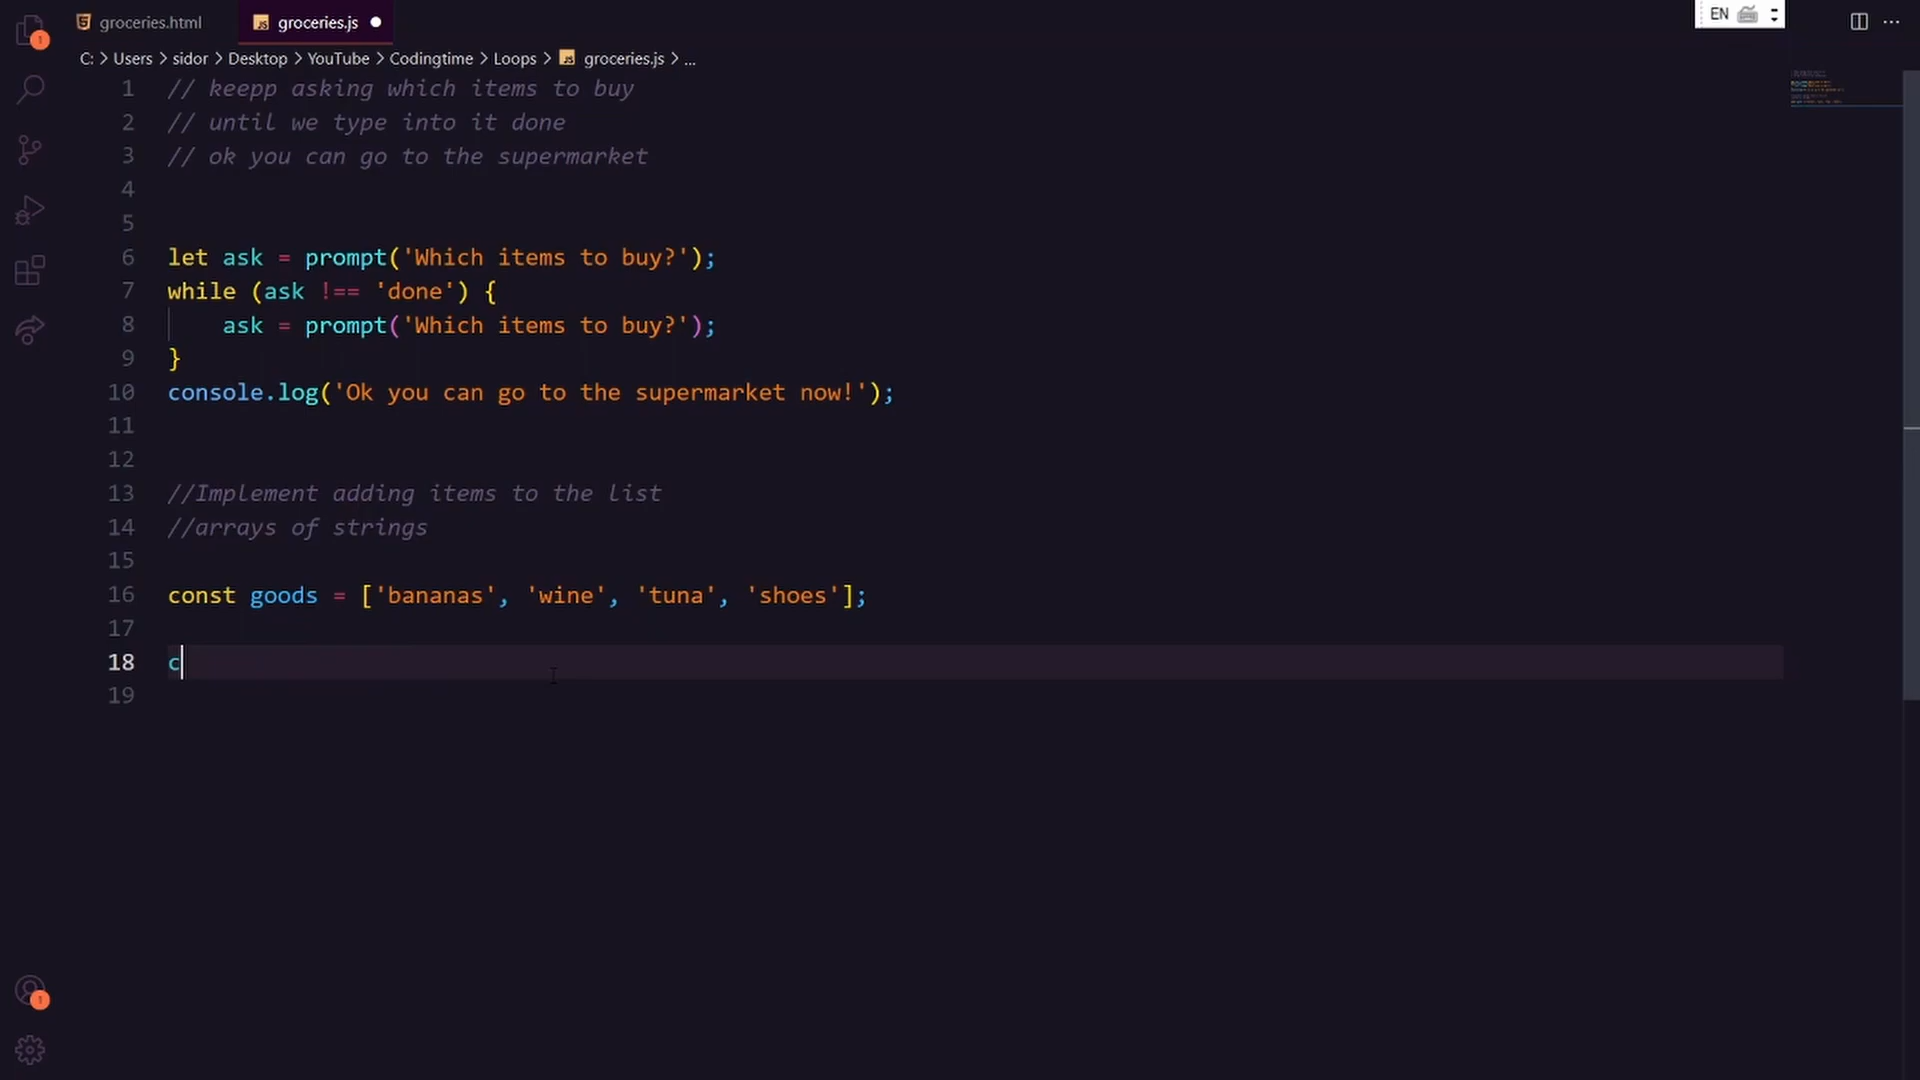 groceries.html groceries.js EN
C: > Users > sidor > Desktop > YouTube > Codingtime > Loops > groceries.js > ...
1 // keepp asking which items to buy
2 // until we type into it done
3 // ok you can go to the supermarket
4
5
6 let ask = prompt('Which items to buy?');
7 while (ask !== 'done') {
8 ask = prompt('Which items to buy?');
9 }
10 console.log('Ok you can go to the supermarket now!');
11
12
13 //Implement adding items to the list
14 //arrays of strings
15
16 const goods = ['bananas', 'wine', 'tuna', 'shoes'];
17
18 c
19
1
1